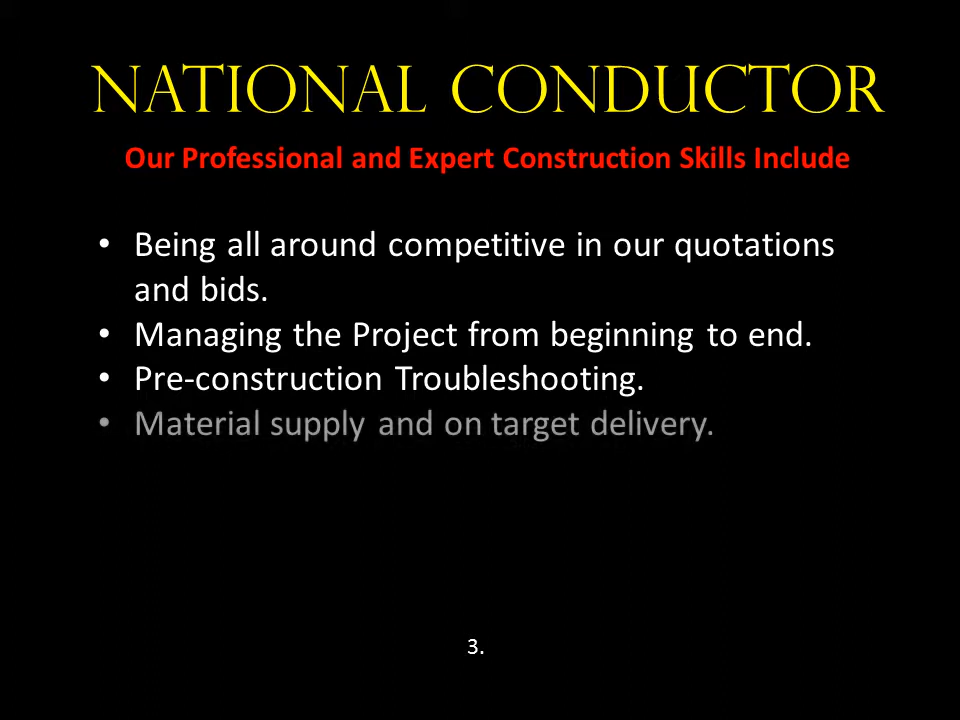 NATIONAL CONDUCTOR
Our Professional and Expert Construction Skills Include
• Being all around competitive in our quotations
and bids.
• Managing the Project from beginning to end.
• Pre-construction Troubleshooting.
• Material supply and on target delivery.
3.